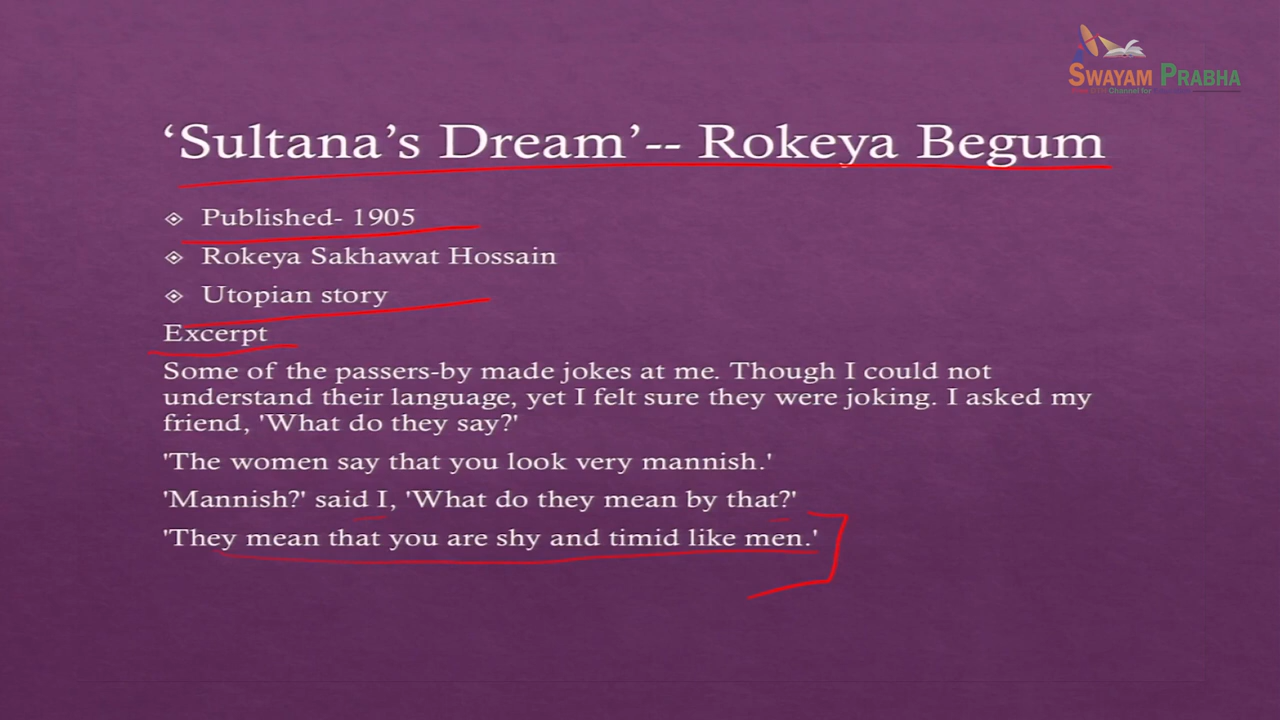 SWAYAM PRABHA
‘Sultana’s Dream’-- Rokeya Begum
Published- 1905
Rokeya Sakhawat Hossain
Utopian story
Excerpt
Some of the passers-by made jokes at me. Though I could not
understand their language, yet I felt sure they were joking. I asked my
friend, 'What do they say?'
'The women say that you look very mannish.'
'Mannish?' said I, 'What do they mean by that?'
'They mean that you are shy and timid like men.'